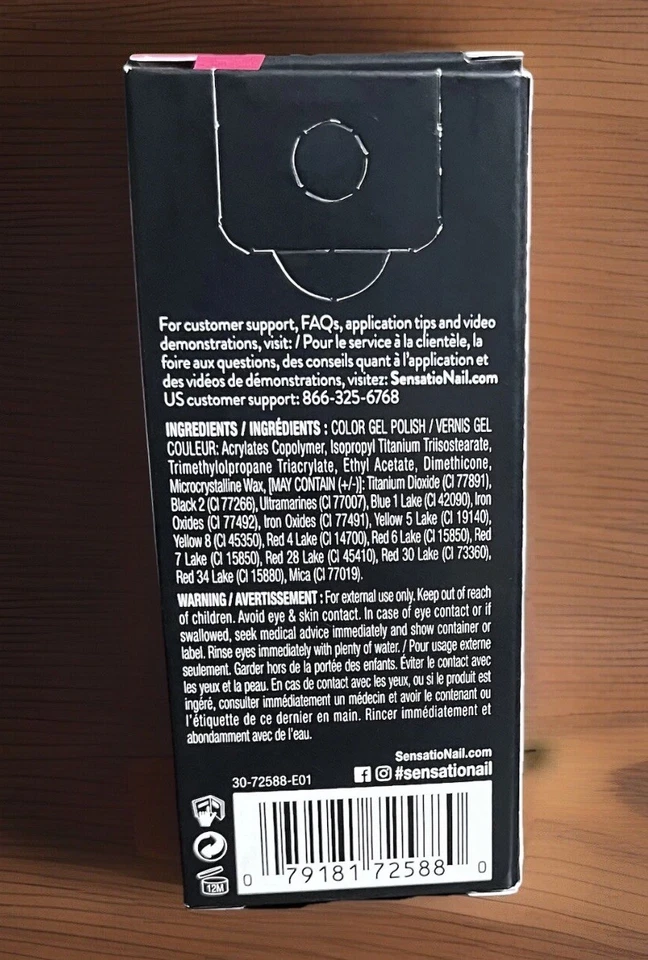 For customer support, FAQs, application tips and video
demonstrations, visit: / Pour le service à la clientèle, la
foire aux questions, des conseils quant à l'application et
des vidéos de démonstrations, visitez: SensatioNail.com
US customer support: 866-325-6768
INGREDIENTS / INGRÉDIENTS : COLOR GEL POLISH / VERNIS GEL
COULEUR: Acrylates Copolymer, Isopropyl Titanium Triisostearate,
Trimethylolpropane Triacrylate, Ethyl Acetate, Dimethicone,
Microcrystalline Wax, [MAY CONTAIN (+/-)]: Titanium Dioxide (CI 77891),
Black 2 (CI 77266), Ultramarines (CI 77007), Blue 1 Lake (CI 42090), Iron
Oxides (CI 77492), Iron Oxides (CI 77491), Yellow 5 Lake (CI 19140),
Yellow 8 (CI 45350), Red 4 Lake (CI 14700), Red 6 Lake (CI 15850), Red
7 Lake (CI 15850), Red 28 Lake (CI 45410), Red 30 Lake (CI 73360),
Red 34 Lake (CI 15880), Mica (CI 77019).
WARNING / AVERTISSEMENT : For external use only. Keep out of reach
of children. Avoid eye & skin contact. In case of eye contact or if
swallowed, seek medical advice immediately and show container or
label. Rinse eyes immediately with plenty of water. / Pour usage externe
seulement. Garder hors de la portée des enfants. Éviter le contact avec
les yeux et la peau. En cas de contact avec les yeux, ou si le produit est
ingéré, consulter immédiatement un médecin et avoir le contenant ou
l'étiquette de ce dernier en main. Rincer immédiatement et
abondamment avec de l'eau.
SensatioNail.com
30-72588-E01
#sensationail
12M
0 79181 72588 0